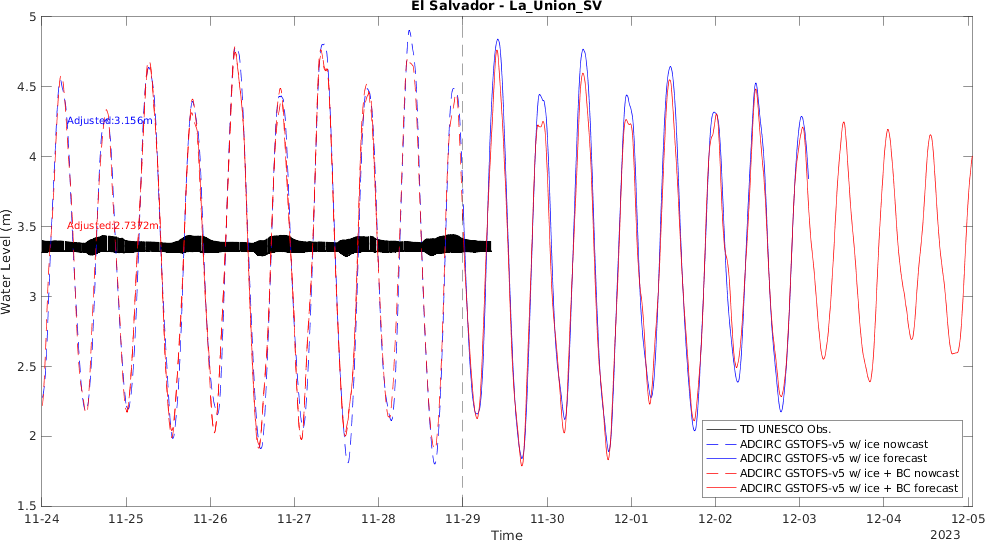 El Salvador - La_Union_SV
5
4.5
4
3.5
3
2.5
2
1.5
Water Level (m)
Adjusted:3.156m
Adjusted:2.7372m
TD UNESCO Obs.
ADCIRC GSTOFS-v5 w/ ice nowcast
ADCIRC GSTOFS-v5 w/ ice forecast
ADCIRC GSTOFS-v5 w/ ice + BC nowcast
ADCIRC GSTOFS-v5 w/ ice + BC forecast
11-24 11-25 11-26 11-27 11-28 11-29 11-30 12-01 12-02 12-03 12-04 12-05
Time
2023